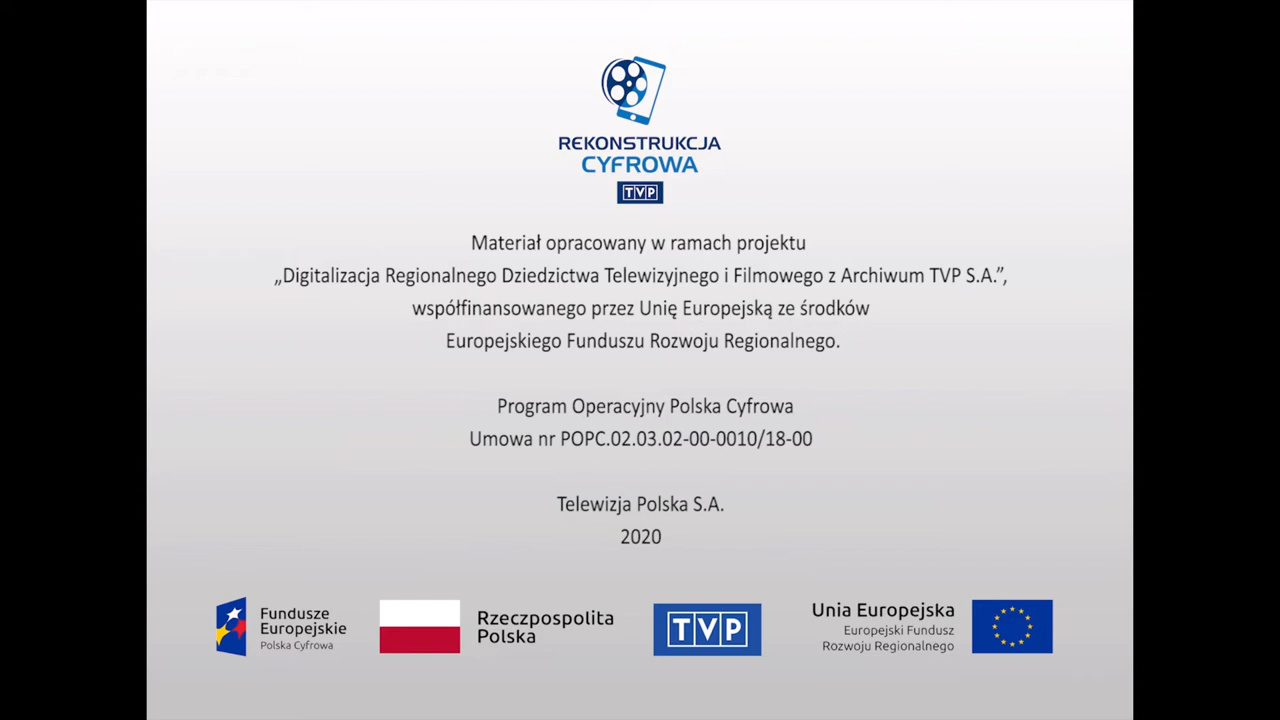 REKONSTRUKCJA
CYFROWA
TVP
Materiał opracowany w ramach projektu
„Digitalizacja Regionalnego Dziedzictwa Telewizyjnego i Filmowego z Archiwum TVP S.A.”,
współfinansowanego przez Unię Europejską ze środków
Europejskiego Funduszu Rozwoju Regionalnego.
Program Operacyjny Polska Cyfrowa
Umowa nr POPC.02.03.02-00-0010/18-00
Telewizja Polska S.A.
2020
Fundusze
Europejskie
Polska Cyfrowa
Rzeczpospolita
Polska
TVP
Unia Europejska
Europejski Fundusz
Rozwoju Regionalnego